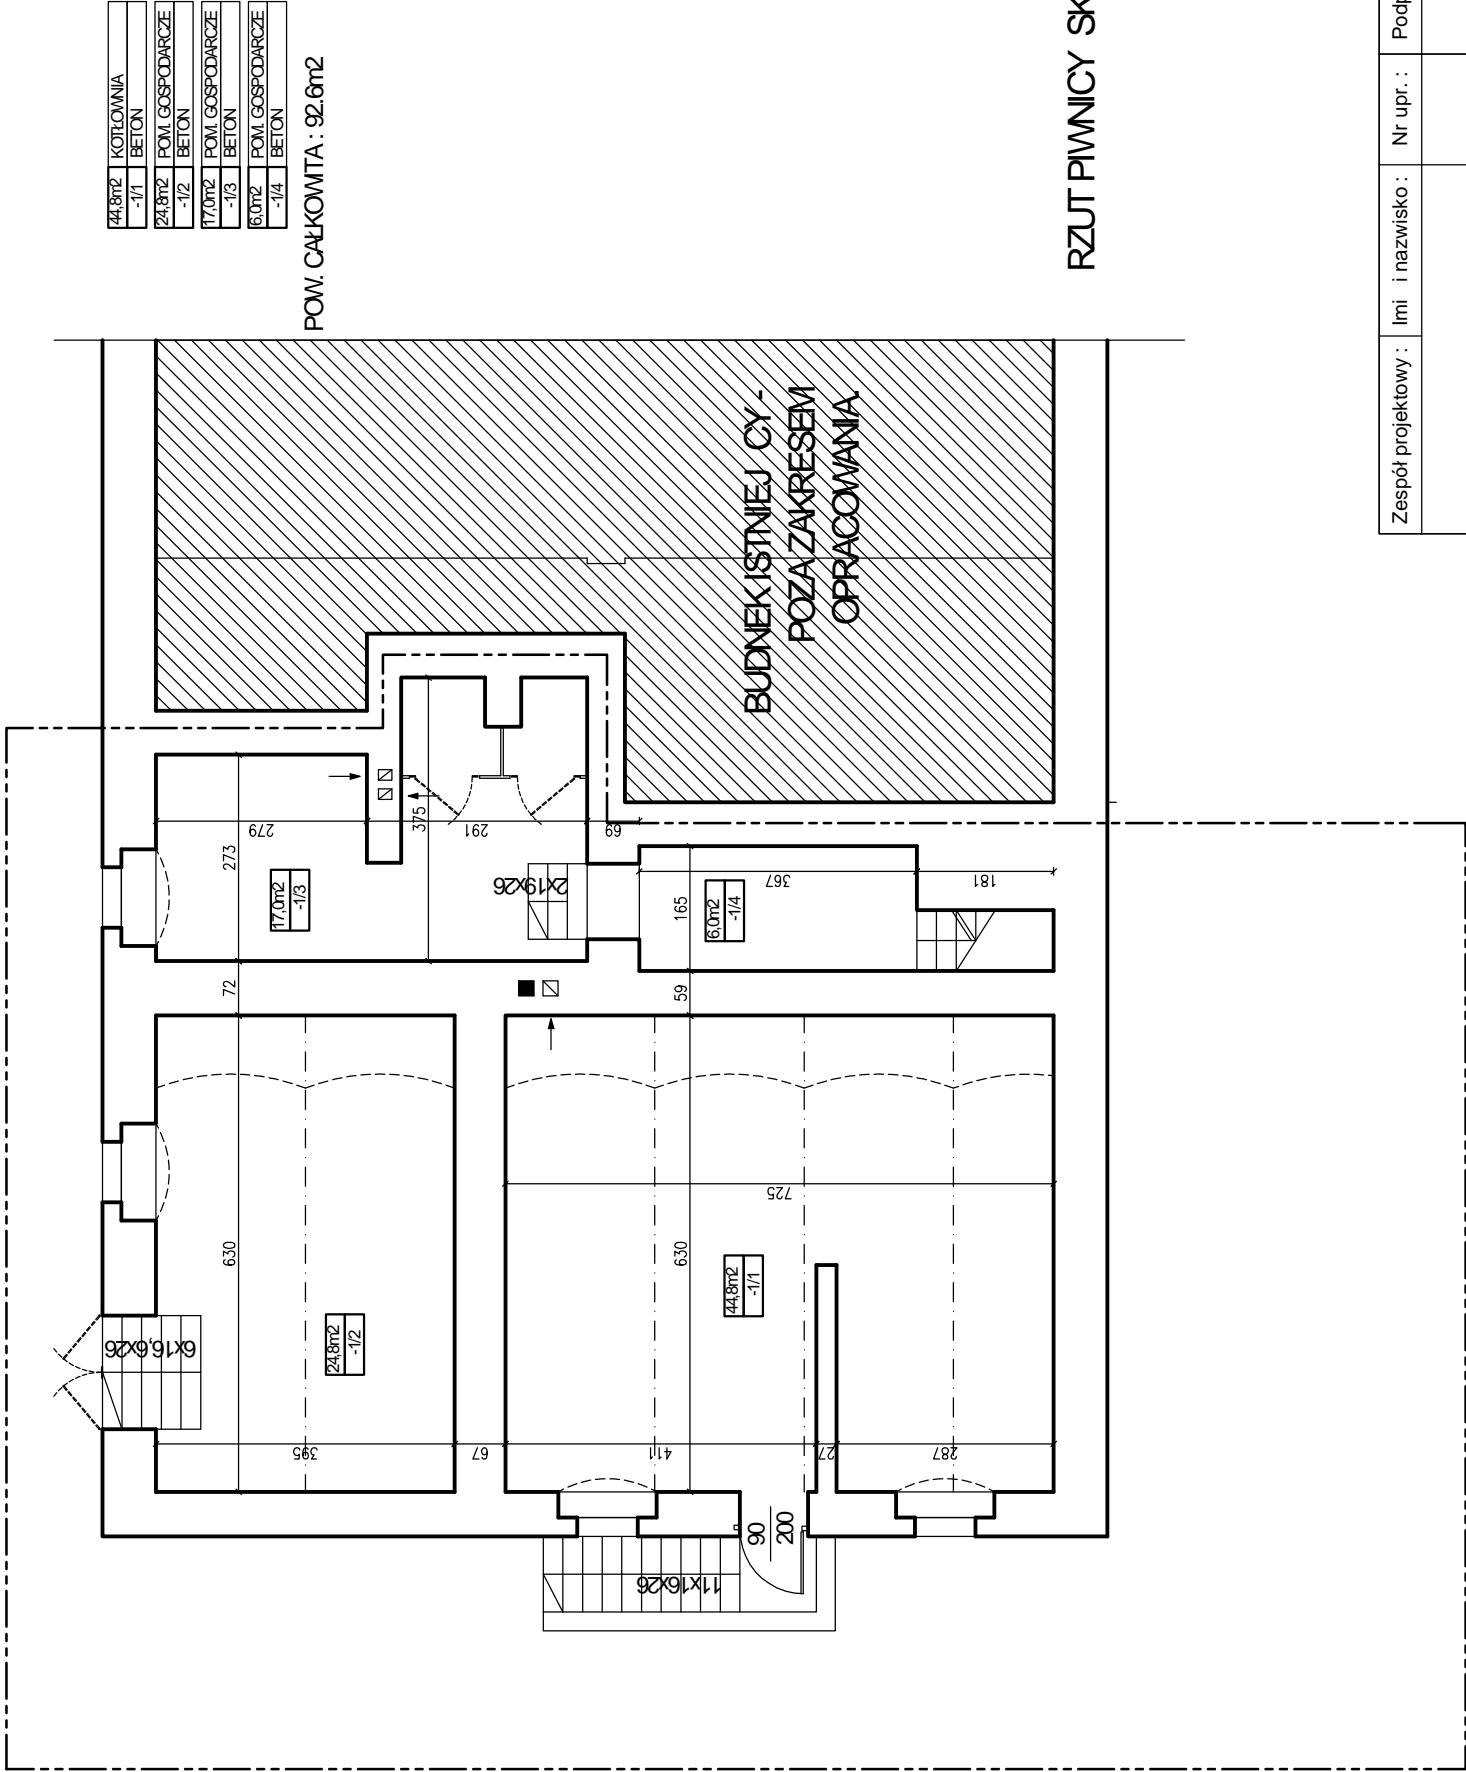 44,8m2 KOTŁOWNIA
-1/1 BETON
24,8m2 POM. GOSPODARCZE
-1/2 BETON
17,0m2 POM. GOSPODARCZE
-1/3 BETON
6,0m2 POM. GOSPODARCZE
-1/4 BETON
POW. CAŁKOWITA : 92.6m2
BUDNEK ISTNIEJ CY -
POZA ZAKRESEM
OPRACOWANIA
RZUT PIWNICY SK
Zespół projektowy :
Imi i nazwisko :
Nr upr. :
Podp
279
273
375
291
69
17,0m2
-1/3
2x19x26
165
367
181
6,0m2
-1/4
72
59
630
725
630
44,8m2
-1/1
24,8m2
-1/2
6x16,6x26
395
67
411
27
287
90
200
11x16x26